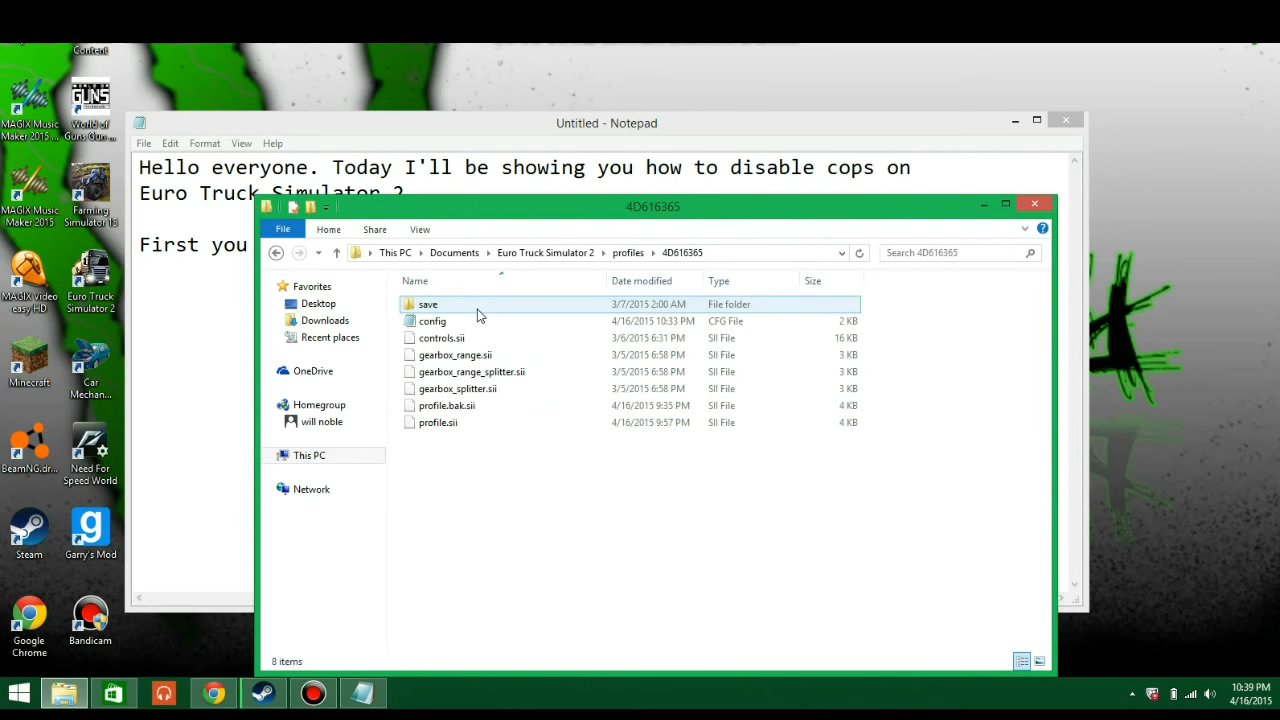 Content
MAGIX Music
Maker 2015 ...
World of
Guns Gun ...
MAGIX Music
Maker 2015
Farming
Simulator 15
MAGIX Video
easy HD
Euro Truck
Simulator 2
Minecraft
Car
Mechan...
BeamNG.dr...
Need For
Speed World
Steam
Garry's Mod
Google
Chrome
Bandicam
Untitled - Notepad
File Edit Format View Help
Hello everyone. Today I'll be showing you how to disable cops on
Euro Truck Simulator 2
First you
4D616365
File Home Share View
This PC Documents Euro Truck Simulator 2 profiles 4D616365
Search 4D616365
Favorites
Desktop
Downloads
Recent places
OneDrive
Homegroup
will noble
This PC
Network
Name Date modified Type Size
save 3/7/2015 2:00 AM File folder
config 4/16/2015 10:33 PM CFG File 2 KB
controls.sii 3/6/2015 6:31 PM SII File 16 KB
gearbox_range.sii 3/5/2015 6:58 PM SII File 3 KB
gearbox_range_splitter.sii 3/5/2015 6:58 PM SII File 3 KB
gearbox_splitter.sii 3/5/2015 6:58 PM SII File 3 KB
profile.bak.sii 4/16/2015 9:35 PM SII File 4 KB
profile.sii 4/16/2015 9:57 PM SII File 4 KB
8 items
10:39 PM
4/16/2015